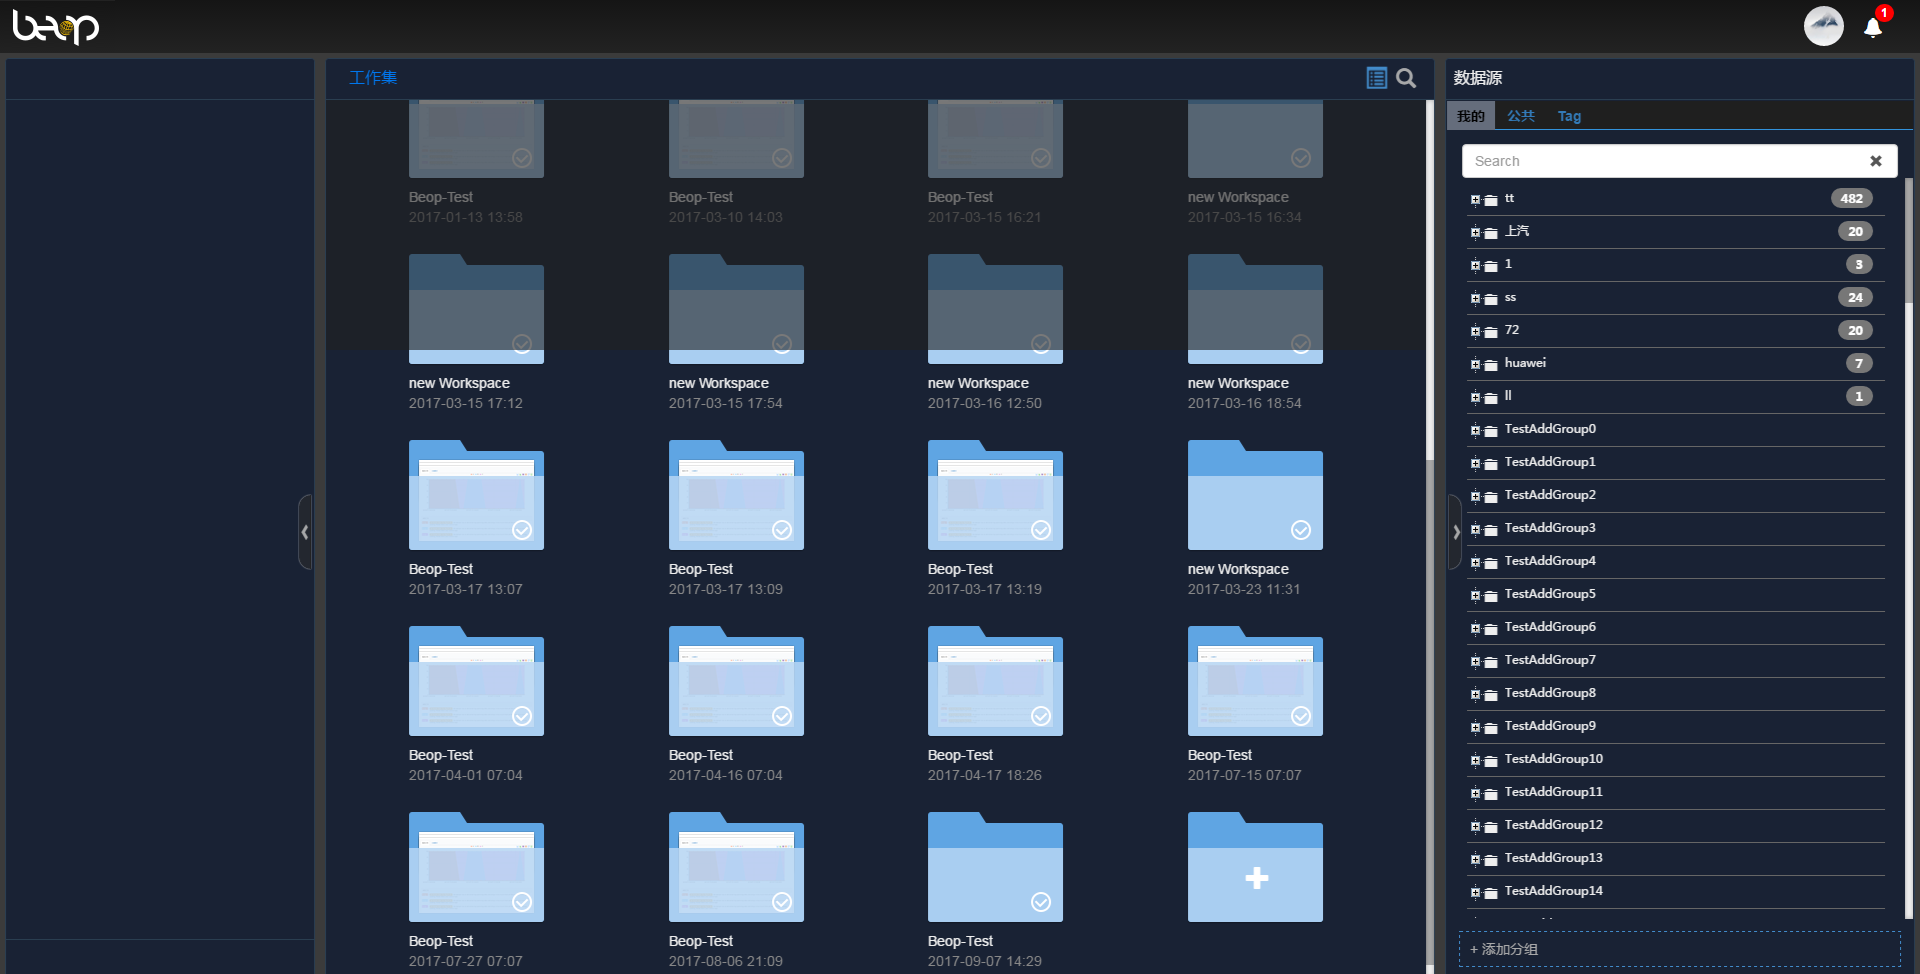 beop
1
工作集
数据源
我的 公共 Tag
Search
Beop-Test
2017-01-13 13:58
Beop-Test
2017-03-10 14:03
Beop-Test
2017-03-15 16:21
new Workspace
2017-03-15 16:34
new Workspace
2017-03-15 17:12
new Workspace
2017-03-15 17:54
new Workspace
2017-03-16 12:50
new Workspace
2017-03-16 18:54
Beop-Test
2017-03-17 13:07
Beop-Test
2017-03-17 13:09
Beop-Test
2017-03-17 13:19
new Workspace
2017-03-23 11:31
Beop-Test
2017-04-01 07:04
Beop-Test
2017-04-16 07:04
Beop-Test
2017-04-17 18:26
Beop-Test
2017-07-15 07:07
Beop-Test
2017-07-27 07:07
Beop-Test
2017-08-06 21:09
Beop-Test
2017-09-07 14:29
tt 482
上汽 20
1 3
ss 24
72 20
huawei 7
ll 1
TestAddGroup0
TestAddGroup1
TestAddGroup2
TestAddGroup3
TestAddGroup4
TestAddGroup5
TestAddGroup6
TestAddGroup7
TestAddGroup8
TestAddGroup9
TestAddGroup10
TestAddGroup11
TestAddGroup12
TestAddGroup13
TestAddGroup14
+ 添加分组